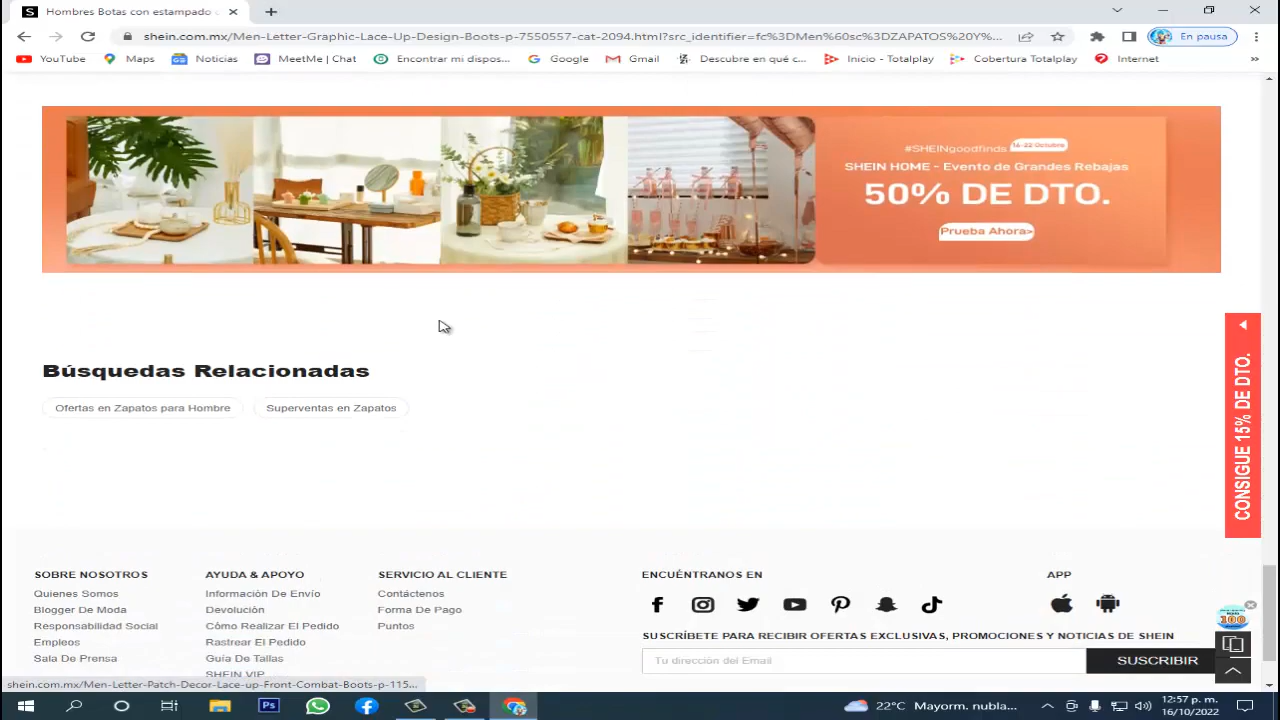 S Hombres Botas con estampado
shein.com.mx/Men-Letter-Graphic-Lace-Up-Design-Boots-p-7550557-cat-2094.html?src_identifier=fc%3DMen%60sc%3DZAPATOS%20Y%...
En pausa
YouTube Maps Noticias MeetMe | Chat Encontrar mi dispos... Google Gmail Descubre en qué c... Inicio - Totalplay Cobertura Totalplay Internet »
#SHEINgoodfinds 16-22 Octubre
SHEIN HOME - Evento de Grandes Rebajas
50% DE DTO.
Prueba Ahora>
CONSIGUE 15% DE DTO.
Búsquedas Relacionadas
Ofertas en Zapatos para Hombre Superventas en Zapatos
SOBRE NOSOTROS
Quienes Somos
Blogger De Moda
Responsabilidad Social
Empleos
Sala De Prensa
AYUDA & APOYO
Información De Envío
Devolución
Cómo Realizar El Pedido
Rastrear El Pedido
Guía De Tallas
SHEIN VIP
SERVICIO AL CLIENTE
Contáctenos
Forma De Pago
Puntos
ENCUÉNTRANOS EN
APP
SUSCRÍBETE PARA RECIBIR OFERTAS EXCLUSIVAS, PROMOCIONES Y NOTICIAS DE SHEIN
Tu dirección del Email
SUSCRIBIR
100
shein.com.mx/Men-Letter-Patch-Decor-Lace-up-Front-Combat-Boots-p-115...
Ps
22°C Mayorm. nubla...
12:57 p. m.
16/10/2022